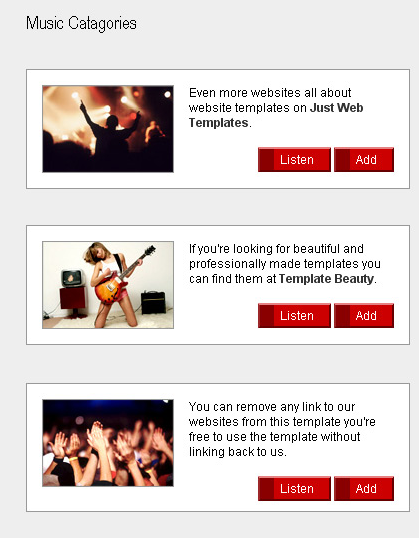 Music Catagories
Even more websites all about
website templates on Just Web
Templates.
Listen Add
If you're looking for beautiful and
professionally made templates you
can find them at Template Beauty.
Listen Add
You can remove any link to our
websites from this template you're
free to use the template without
linking back to us.
Listen Add